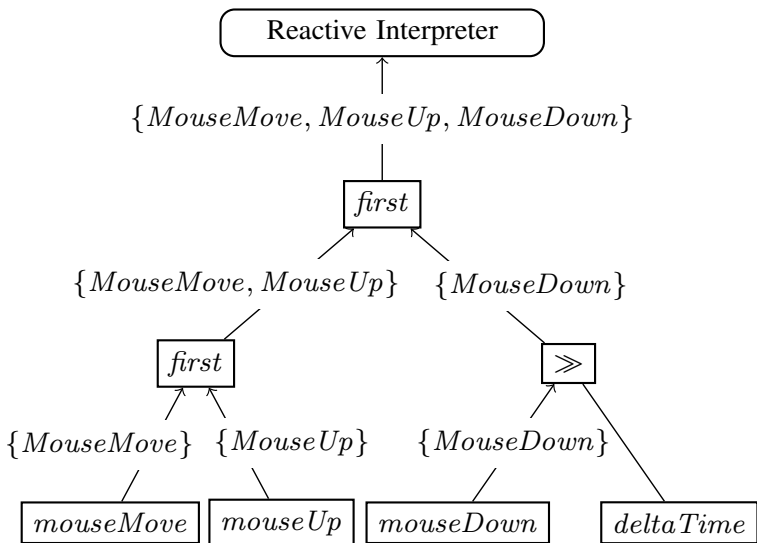 Reactive Interpreter
{MouseMove, MouseUp, MouseDown}
first
{MouseMove, MouseUp} {MouseDown}
first ≫
{MouseMove} {MouseUp} {MouseDown}
mouseMove mouseUp mouseDown deltaTime